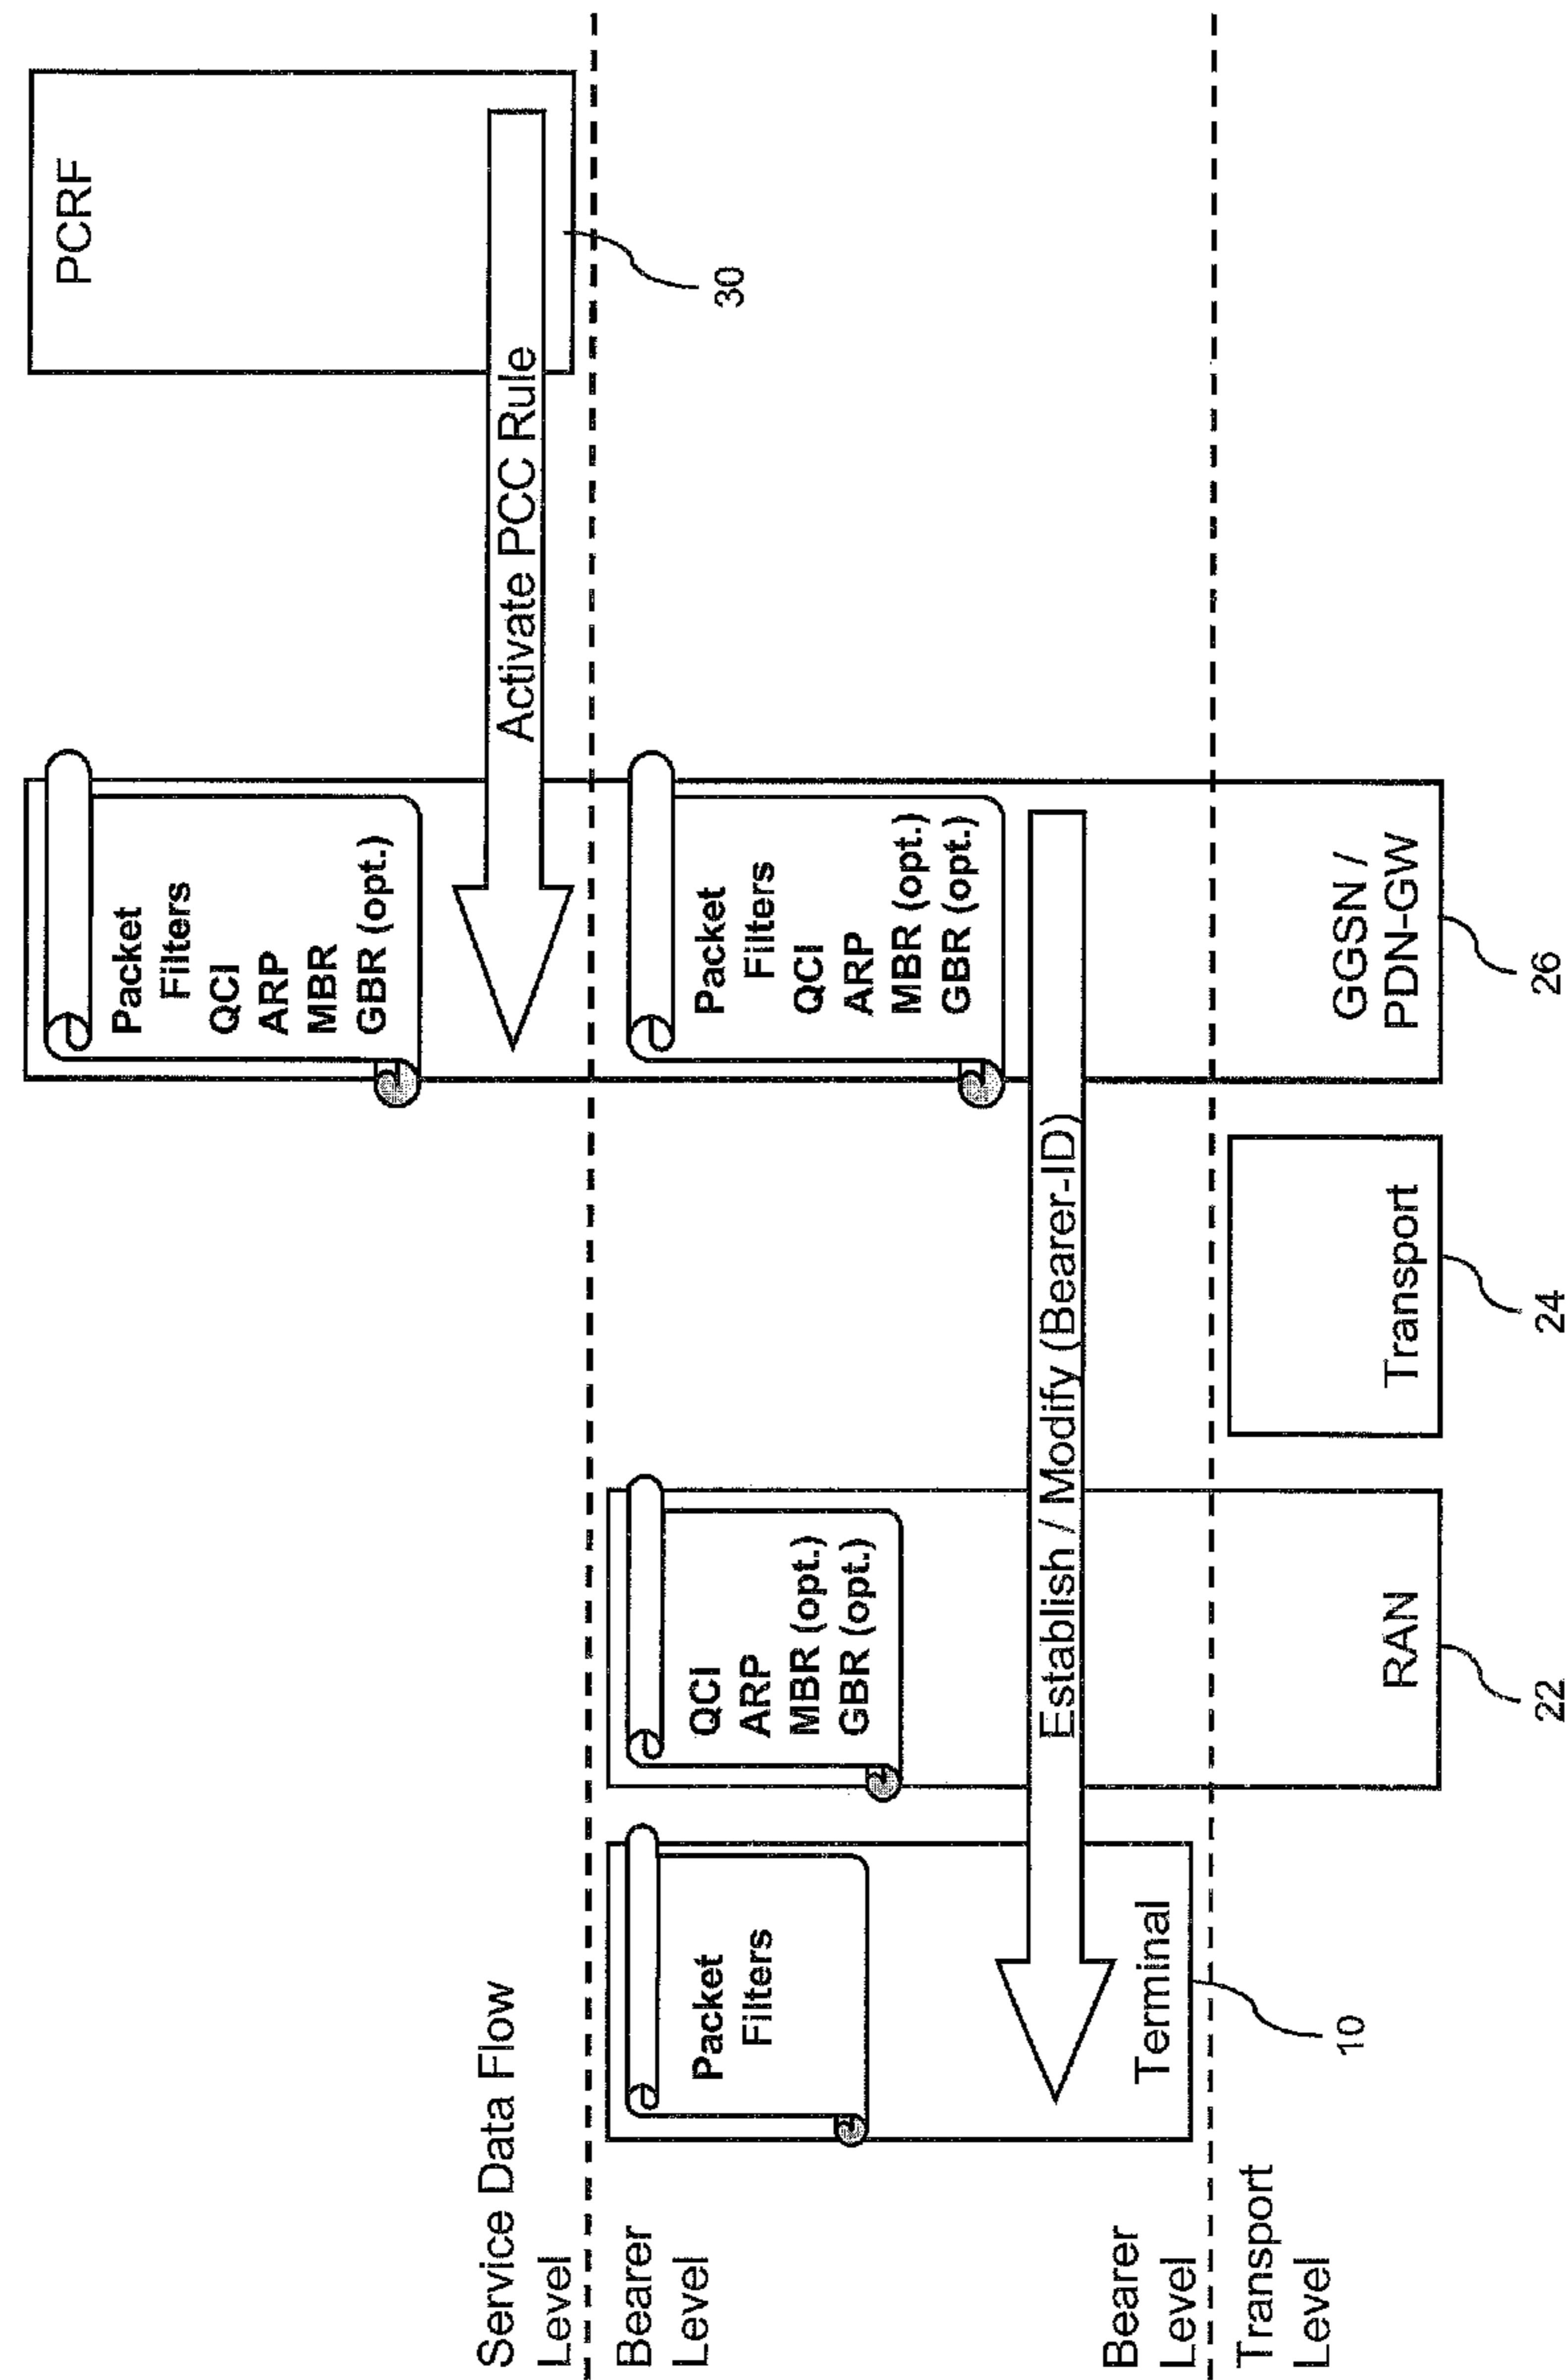 Service Data Flow
Level
Bearer
Level
Bearer
Level
Transport
Level
Packet
Filters
Terminal
10
QCI
ARP
MBR (opt.)
GBR (opt.)
RAN
22
Establish / Modify (Bearer-ID)
Transport
24
Packet
Filters
QCI
ARP
MBR
GBR (opt.)
Packet
Filters
QCI
ARP
MBR (opt.)
GBR (opt.)
GGSN /
PDN-GW
26
Activate PCC Rule
PCRF
30